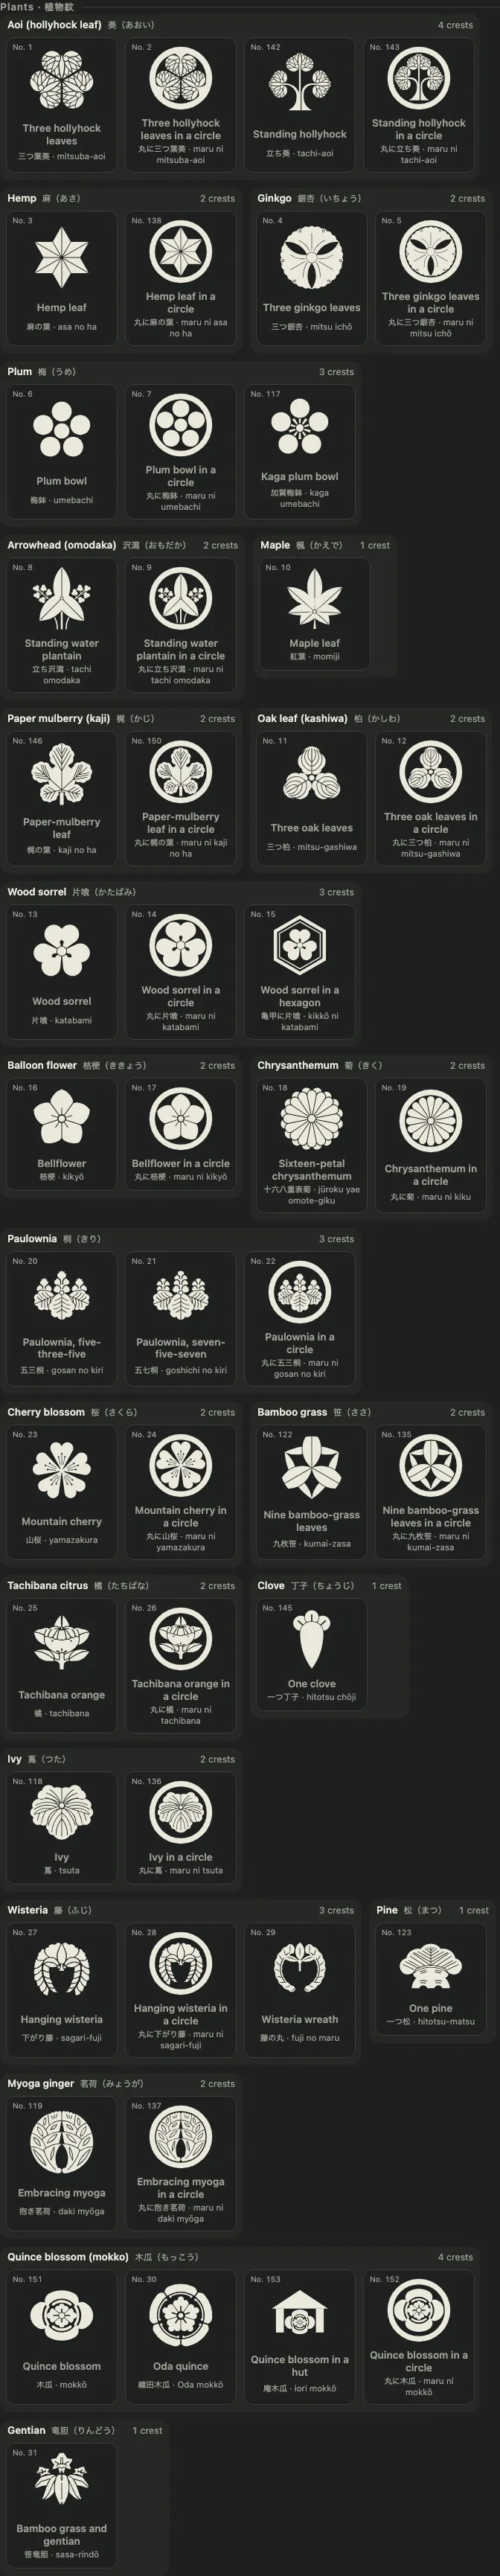 Plants · 植物紋
Aoi (hollyhock leaf) 葵（あおい） 4 crests
No. 1
Three hollyhock
leaves
三つ葉葵 · mitsuba-aoi
No. 2
Three hollyhock
leaves in a circle
丸に三つ葉葵 · maru ni
mitsuba-aoi
No. 142
Standing hollyhock
立ち葵 · tachi-aoi
No. 143
Standing hollyhock
in a circle
丸に立ち葵 · maru ni
tachi-aoi
Hemp 麻（あさ） 2 crests
No. 3
Hemp leaf
麻の葉 · asa no ha
No. 138
Hemp leaf in a
circle
丸に麻の葉 · maru ni asa
no ha
Ginkgo 銀杏（いちょう） 2 crests
No. 4
Three ginkgo leaves
三つ銀杏 · mitsu ichō
No. 5
Three ginkgo leaves
in a circle
丸に三つ銀杏 · maru ni
mitsu ichō
Plum 梅（うめ） 3 crests
No. 6
Plum bowl
梅鉢 · umebachi
No. 7
Plum bowl in a
circle
丸に梅鉢 · maru ni
umebachi
No. 117
Kaga plum bowl
加賀梅鉢 · kaga
umebachi
Arrowhead (omodaka) 沢瀉（おもだか） 2 crests
No. 8
Standing water
plantain
立ち沢瀉 · tachi
omodaka
No. 9
Standing water
plantain in a circle
丸に立ち沢瀉 · maru ni
tachi omodaka
Maple 楓（かえで） 1 crest
No. 10
Maple leaf
紅葉 · momiji
Paper mulberry (kaji) 梶（かじ） 2 crests
No. 146
Paper-mulberry
leaf
梶の葉 · kaji no ha
No. 150
Paper-mulberry
leaf in a circle
丸に梶の葉 · maru ni kaji
no ha
Oak leaf (kashiwa) 柏（かしわ） 2 crests
No. 11
Three oak leaves
三つ柏 · mitsu-gashiwa
No. 12
Three oak leaves in
a circle
丸に三つ柏 · maru ni
mitsu-gashiwa
Wood sorrel 片喰（かたばみ） 3 crests
No. 13
Wood sorrel
片喰 · katabami
No. 14
Wood sorrel in a
circle
丸に片喰 · maru ni
katabami
No. 15
Wood sorrel in a
hexagon
亀甲に片喰 · kikkō ni
katabami
Balloon flower 桔梗（ききょう） 2 crests
No. 16
Bellflower
桔梗 · kikyō
No. 17
Bellflower in a circle
丸に桔梗 · maru ni kikyō
Chrysanthemum 菊（きく） 2 crests
No. 18
Sixteen-petal
chrysanthemum
十六八重表菊 · jūroku yae
omote-giku
No. 19
Chrysanthemum in
a circle
丸に菊 · maru ni kiku
Paulownia 桐（きり） 3 crests
No. 20
Paulownia, five-
three-five
五三桐 · gosan no kiri
No. 21
Paulownia, seven-
five-seven
五七桐 · goshichi no kiri
No. 22
Paulownia in a
circle
丸に五三桐 · maru ni
gosan no kiri
Cherry blossom 桜（さくら） 2 crests
No. 23
Mountain cherry
山桜 · yamazakura
No. 24
Mountain cherry in
a circle
丸に山桜 · maru ni
yamazakura
Bamboo grass 笹（ささ） 2 crests
No. 122
Nine bamboo-grass
leaves
九枚笹 · kumai-zasa
No. 135
Nine bamboo-grass
leaves in a circle
丸に九枚笹 · maru ni
kumai-zasa
Tachibana citrus 橘（たちばな） 2 crests
No. 25
Tachibana orange
橘 · tachibana
No. 26
Tachibana orange in
a circle
丸に橘 · maru ni
tachibana
Clove 丁子（ちょうじ） 1 crest
No. 145
One clove
一つ丁子 · hitotsu chōji
Ivy 蔦（つた） 2 crests
No. 118
Ivy
蔦 · tsuta
No. 136
Ivy in a circle
丸に蔦 · maru ni tsuta
Wisteria 藤（ふじ） 3 crests
No. 27
Hanging wisteria
下がり藤 · sagari-fuji
No. 28
Hanging wisteria in
a circle
丸に下がり藤 · maru ni
sagari-fuji
No. 29
Wisteria wreath
藤の丸 · fuji no maru
Pine 松（まつ） 1 crest
No. 123
One pine
一つ松 · hitotsu-matsu
Myoga ginger 茗荷（みょうが） 2 crests
No. 119
Embracing myoga
抱き茗荷 · daki myōga
No. 137
Embracing myoga
in a circle
丸に抱き茗荷 · maru ni
daki myōga
Quince blossom (mokko) 木瓜（もっこう） 4 crests
No. 151
Quince blossom
木瓜 · mokkō
No. 30
Oda quince
織田木瓜 · Oda mokkō
No. 153
Quince blossom in a
hut
庵木瓜 · iori mokkō
No. 152
Quince blossom in a
circle
丸に木瓜 · maru ni
mokkō
Gentian 竜胆（りんどう） 1 crest
No. 31
Bamboo grass and
gentian
笹竜胆 · sasa-rindō